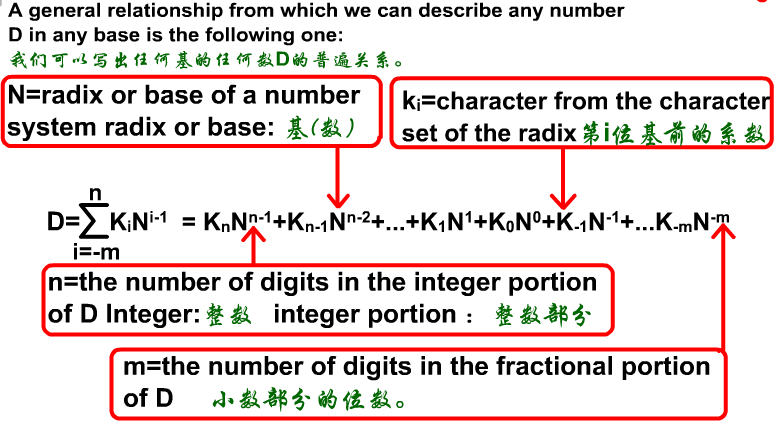 A general relationship from which we can describe any number
D in any base is the following one:
我们可以写出任何基的任何数D的普遍关系。
N=radix or base of a number
system radix or base: 基(数)
kᵢ=character from the character
set of the radix 第i位基前的系数
n
D=∑KᵢNⁱ⁻¹ = KₙNⁿ⁻¹+Kₙ₋₁Nⁿ⁻²+...+K₁N¹+K₀N⁰+K₋₁N⁻¹+...K₋ₘN⁻ᵐ
i=-m
n=the number of digits in the integer portion
of D Integer: 整数 integer portion : 整数部分
m=the number of digits in the fractional portion
of D 小数部分的位数。